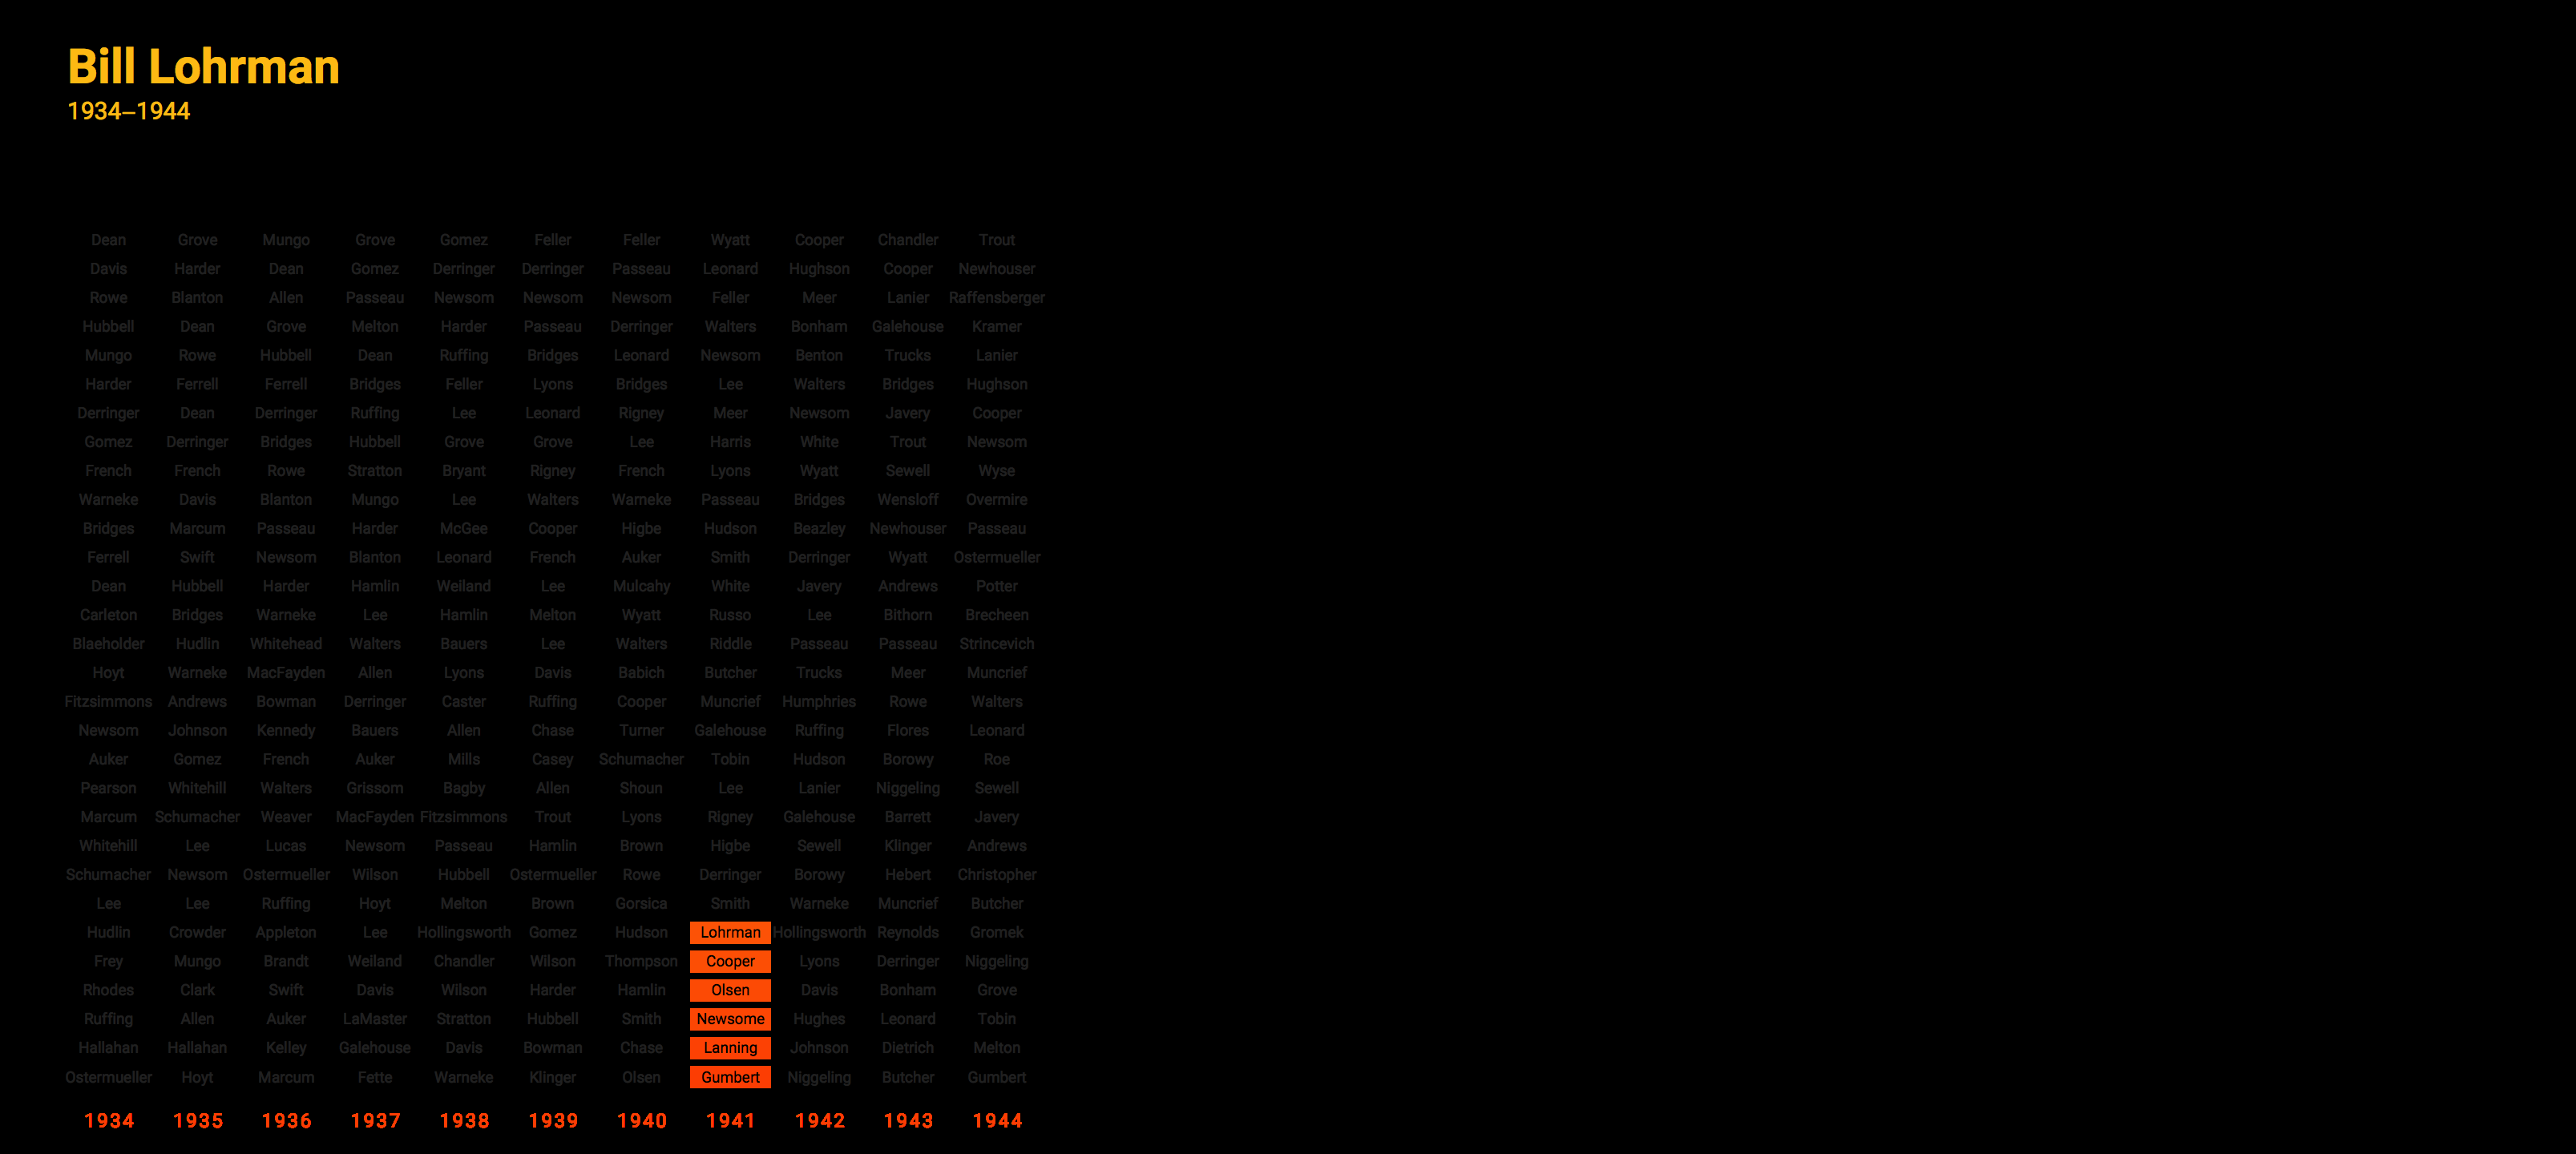 Bill Lohrman
1934–1944
Dean Grove Mungo Grove Gomez Feller Feller Wyatt Cooper Chandler Trout
Davis Harder Dean Gomez Derringer Derringer Passeau Leonard Hughson Cooper Newhouser
Rowe Blanton Allen Passeau Newsom Newsom Newsom Feller Meer Lanier Raffensberger
Hubbell Dean Grove Melton Harder Passeau Derringer Walters Bonham Galehouse Kramer
Mungo Rowe Hubbell Dean Ruffing Bridges Leonard Newsom Benton Trucks Lanier
Harder Ferrell Ferrell Bridges Feller Lyons Bridges Lee Walters Bridges Hughson
Derringer Dean Derringer Ruffing Lee Leonard Rigney Meer Newsom Javery Cooper
Gomez Derringer Bridges Hubbell Grove Grove Lee Harris White Trout Newsom
French French Rowe Stratton Bryant Rigney French Lyons Wyatt Sewell Wyse
Warneke Davis Blanton Mungo Lee Walters Warneke Passeau Bridges Wensloff Overmire
Bridges Marcum Passeau Harder McGee Cooper Higbe Hudson Beazley Newhouser Passeau
Ferrell Swift Newsom Blanton Leonard French Auker Smith Derringer Wyatt Ostermueller
Dean Hubbell Harder Hamlin Weiland Lee Mulcahy White Javery Andrews Potter
Carleton Bridges Warneke Lee Hamlin Melton Wyatt Russo Lee Bithorn Brecheen
Blaeholder Hudlin Whitehead Walters Bauers Lee Walters Riddle Passeau Passeau Strincevich
Hoyt Warneke MacFayden Allen Lyons Davis Babich Butcher Trucks Meer Muncrief
Fitzsimmons Andrews Bowman Derringer Caster Ruffing Cooper Muncrief Humphries Rowe Walters
Newsom Johnson Kennedy Bauers Allen Chase Turner Galehouse Ruffing Flores Leonard
Auker Gomez French Auker Mills Casey Schumacher Tobin Hudson Borowy Roe
Pearson Whitehill Walters Grissom Bagby Allen Shoun Lee Lanier Niggeling Sewell
Marcum Schumacher Weaver MacFayden Fitzsimmons Trout Lyons Rigney Galehouse Barrett Javery
Whitehill Lee Lucas Newsom Passeau Hamlin Brown Higbe Sewell Klinger Andrews
Schumacher Newsom Ostermueller Wilson Hubbell Ostermueller Rowe Derringer Borowy Hebert Christopher
Lee Lee Ruffing Hoyt Melton Brown Gorsica Smith Warneke Muncrief Butcher
Hudlin Crowder Appleton Lee Hollingsworth Gomez Hudson Lohrman Hollingsworth Reynolds Gromek
Frey Mungo Brandt Weiland Chandler Wilson Thompson Cooper Lyons Derringer Niggeling
Rhodes Clark Swift Davis Wilson Harder Hamlin Olsen Davis Bonham Grove
Ruffing Allen Auker LaMaster Stratton Hubbell Smith Newsome Hughes Leonard Tobin
Hallahan Hallahan Kelley Galehouse Davis Bowman Chase Lanning Johnson Dietrich Melton
Ostermueller Hoyt Marcum Fette Warneke Klinger Olsen Gumbert Niggeling Butcher Gumbert
1934 1935 1936 1937 1938 1939 1940 1941 1942 1943 1944